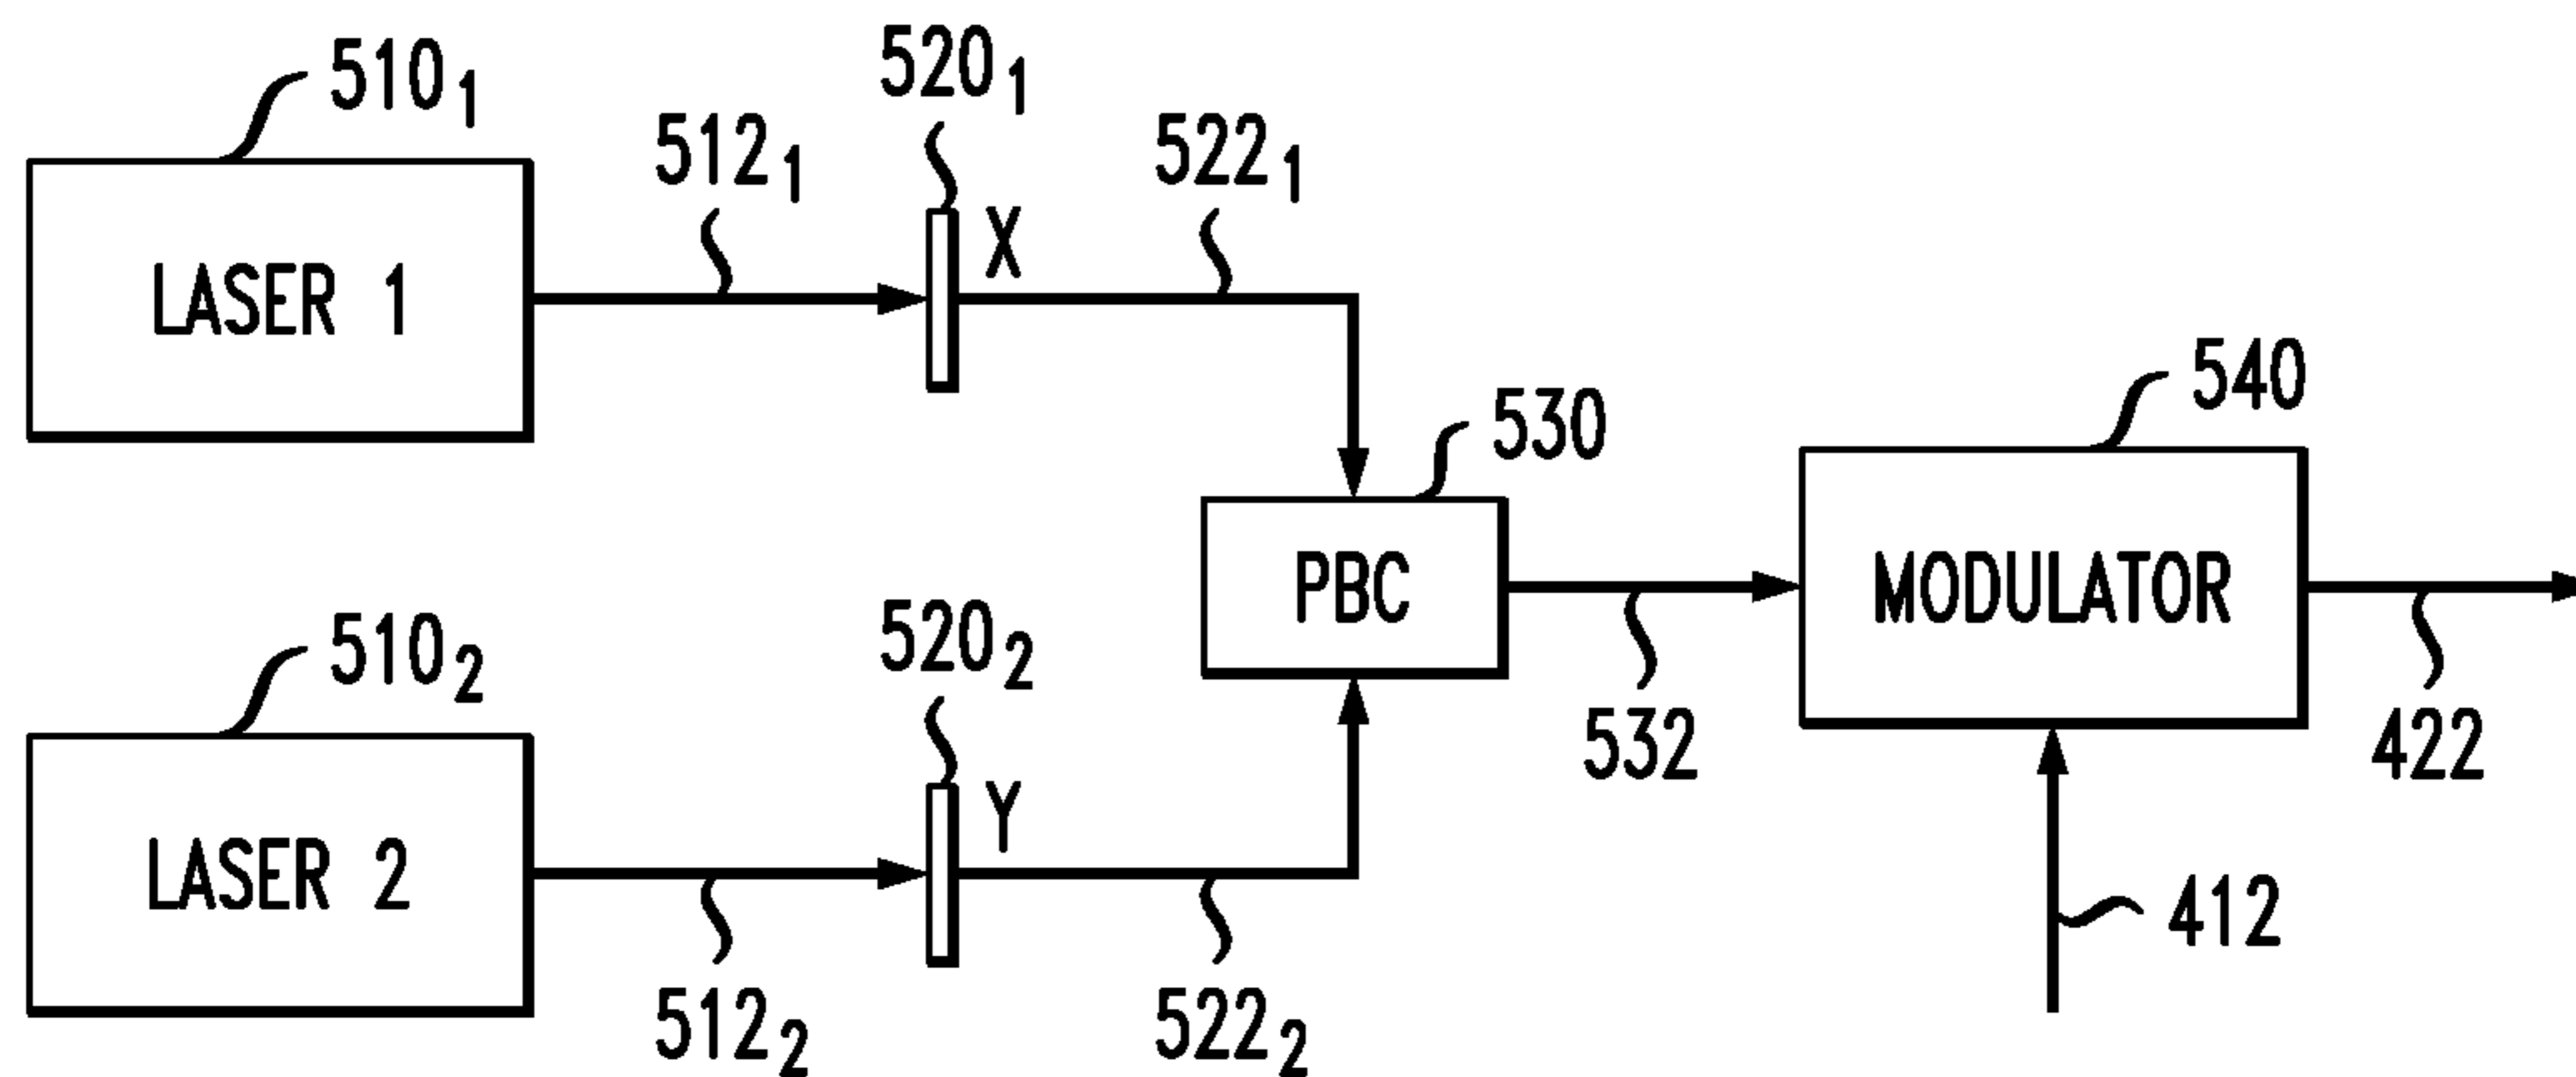 510₁
520₁
512₁
522₁
X
LASER 1
540
530
PBC
MODULATOR
510₂
520₂
532
422
Y
LASER 2
412
512₂
522₂